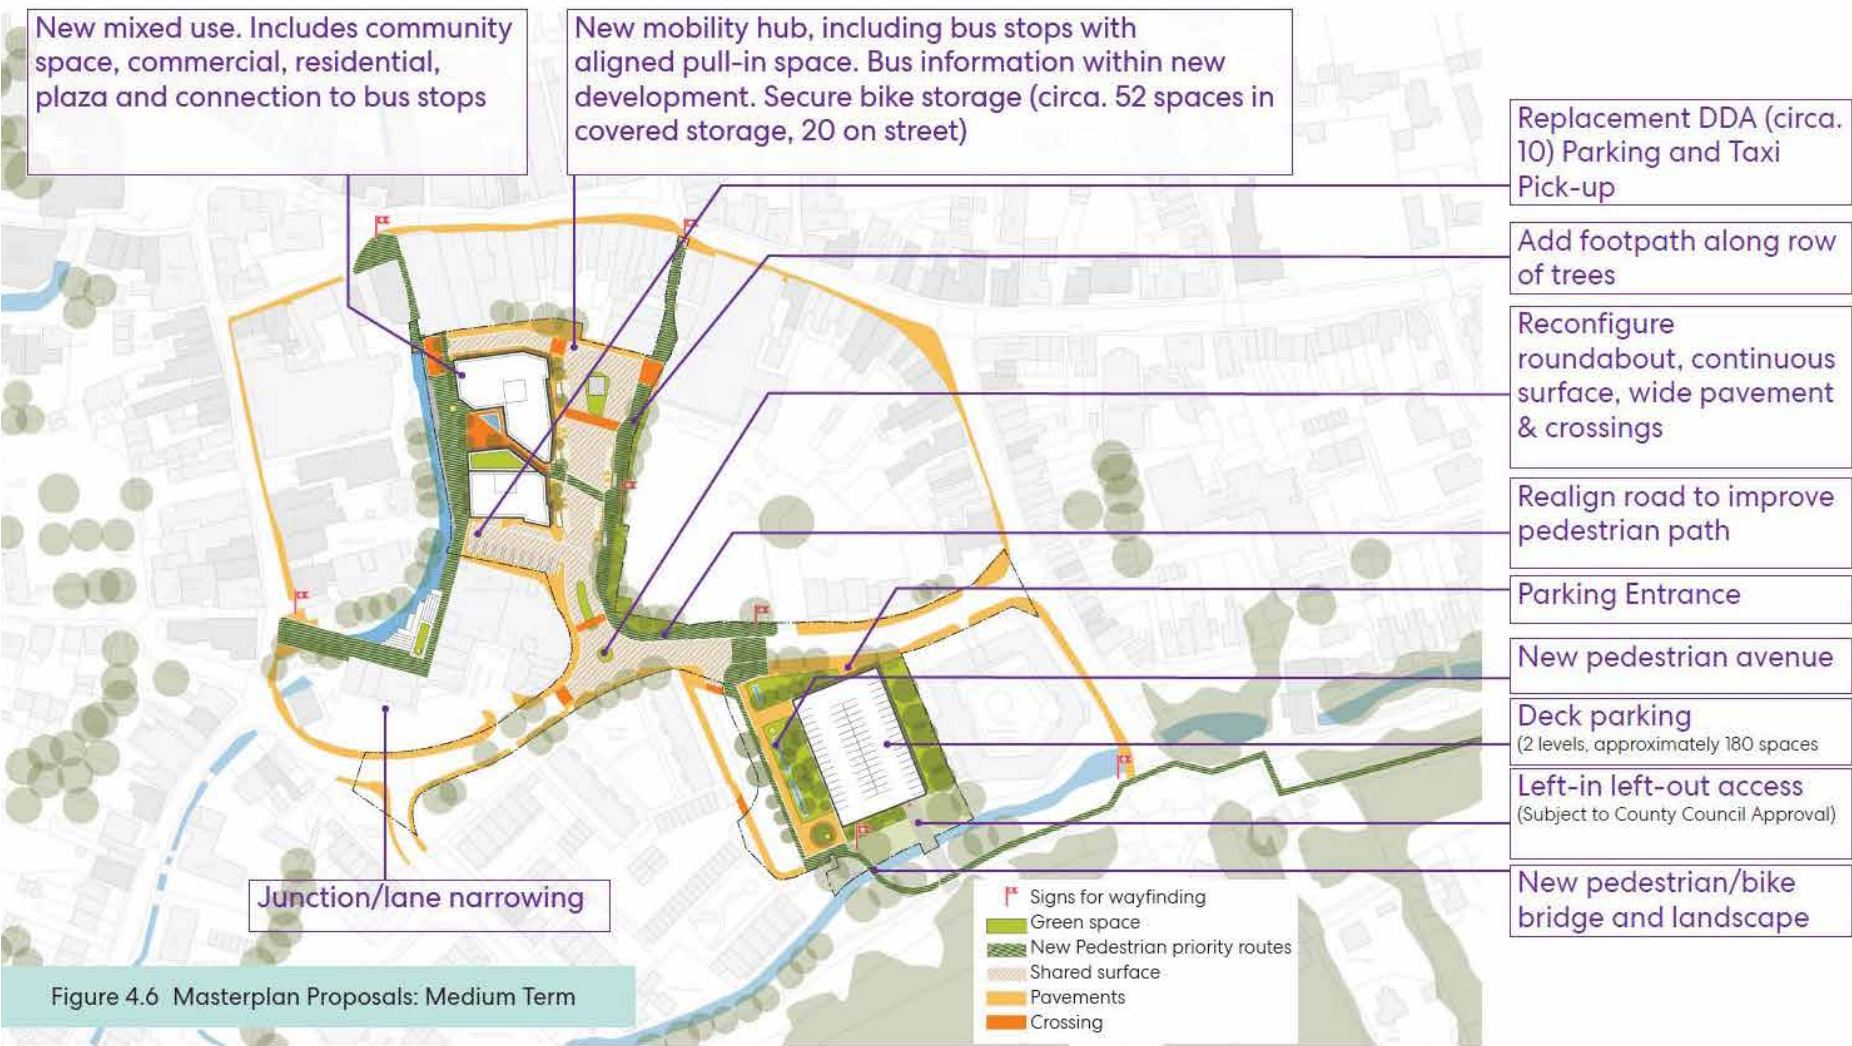 New mixed use. Includes community
space, commercial, residential,
plaza and connection to bus stops
New mobility hub, including bus stops with
aligned pull-in space. Bus information within new
development. Secure bike storage (circa. 52 spaces in
covered storage, 20 on street)
Replacement DDA (circa.
10) Parking and Taxi
Pick-up
Add footpath along row
of trees
Reconfigure
roundabout, continuous
surface, wide pavement
& crossings
Realign road to improve
pedestrian path
Parking Entrance
New pedestrian avenue
Deck parking
(2 levels, approximately 180 spaces
Left-in left-out access
(Subject to County Council Approval)
New pedestrian/bike
bridge and landscape
Junction/lane narrowing
Signs for wayfinding
Green space
New Pedestrian priority routes
Shared surface
Pavements
Crossing
Figure 4.6 Masterplan Proposals: Medium Term